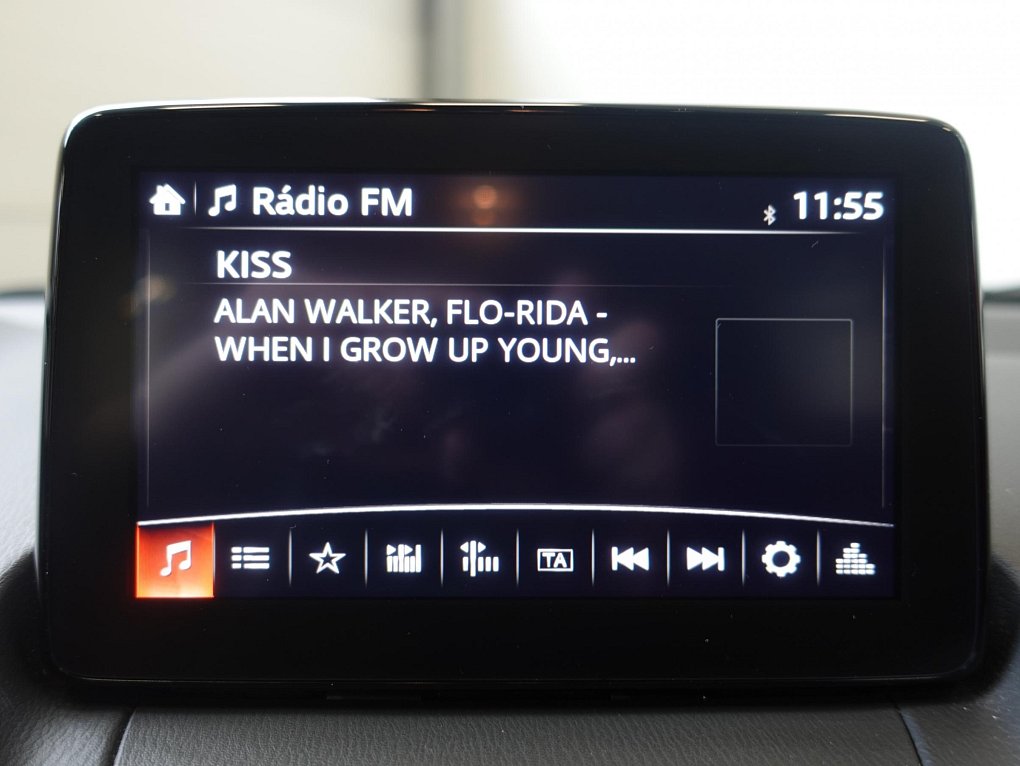 Rádio FM
11:55
KISS
ALAN WALKER, FLO-RIDA -
WHEN I GROW UP YOUNG,...
TA